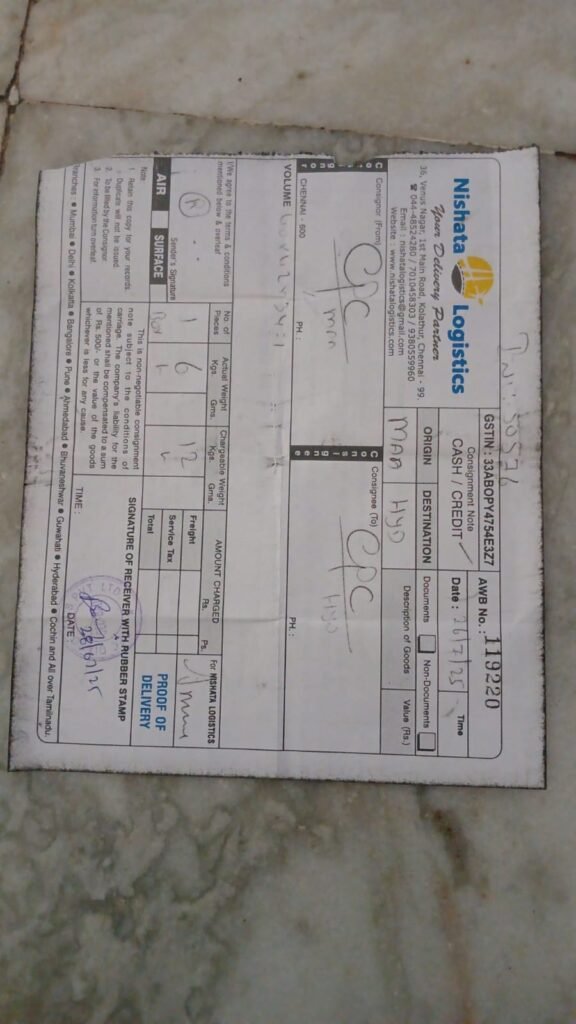 Nishata Logistics
Your Delivery Partner
36, Venus Nagar, 1st Main Road, Kolathur, Chennai - 99.
☎ 044-48524280 / 7010458303 / 9380559960
Email : nishatalogistics@gmail.com
Website : www.nishatalogistics.com
GSTIN : 33ABOPY4754E3Z7
Consignment Note
CASH / CREDIT
AWB No. : 119220
Date : 26/7/25
Time
ORIGIN
DESTINATION
MAA
HYD
Documents
Non-Documents
Description of Goods
Value (Rs.)
Consignor
Consignor (From)
CPC
CHENNAI - 600
PH :
Consignee
Consignee (To)
CPC
HYD
PH :
VOLUME
I/We agree to the terms & conditions
mentioned below & overleaf
Sender's Signature
AIR
SURFACE
No. of
Pieces
1
Actual Weight
Kgs. Gms.
6
Chargeable Weight
Kgs. Gms.
12
AMOUNT CHARGED
Rs. Ps.
Freight
Service Tax
Total
For NISHATA LOGISTICS
PROOF OF
DELIVERY
Note
1. Retain this copy for your records
Duplicate will not be issued
2. To be filled by the Consignor
3. For information turn overleaf.
This is non-negotiable consignment
note subject to the conditions of
carriage. The company's liability for the
mentioned shall be compensated to a sum
of Rs 500/- or the value of the goods
whichever is less for any cause.
SIGNATURE OF RECEIVER WITH RUBBER STAMP
TIME :
DATE :
28/07/25
Branches : ● Mumbai ● Delhi ● Kolkatta ● Bangalore ● Pune ● Ahmedabad ● Bhuvaneshwar ● Guwahati ● Hyderabad ● Cochin and All over Tamilnadu.